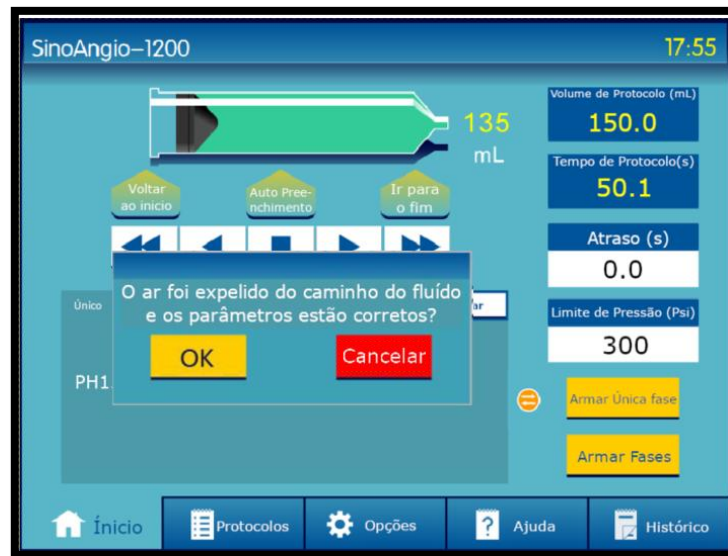 SinoAngio-1200
17:55
135
mL
Volume de Protocolo (mL)
150.0
Tempo de Protocolo(s)
50.1
Atraso (s)
0.0
Limite de Pressão (Psi)
300
Voltar
ao inicio
Auto Pree-
nchimento
Ir para
o fim
Único
ar
O ar foi expelido do caminho do fluído
e os parâmetros estão corretos?
OK
Cancelar
PH1
Armar Única fase
Armar Fases
Ínicio
Protocolos
Opções
Ajuda
Histórico